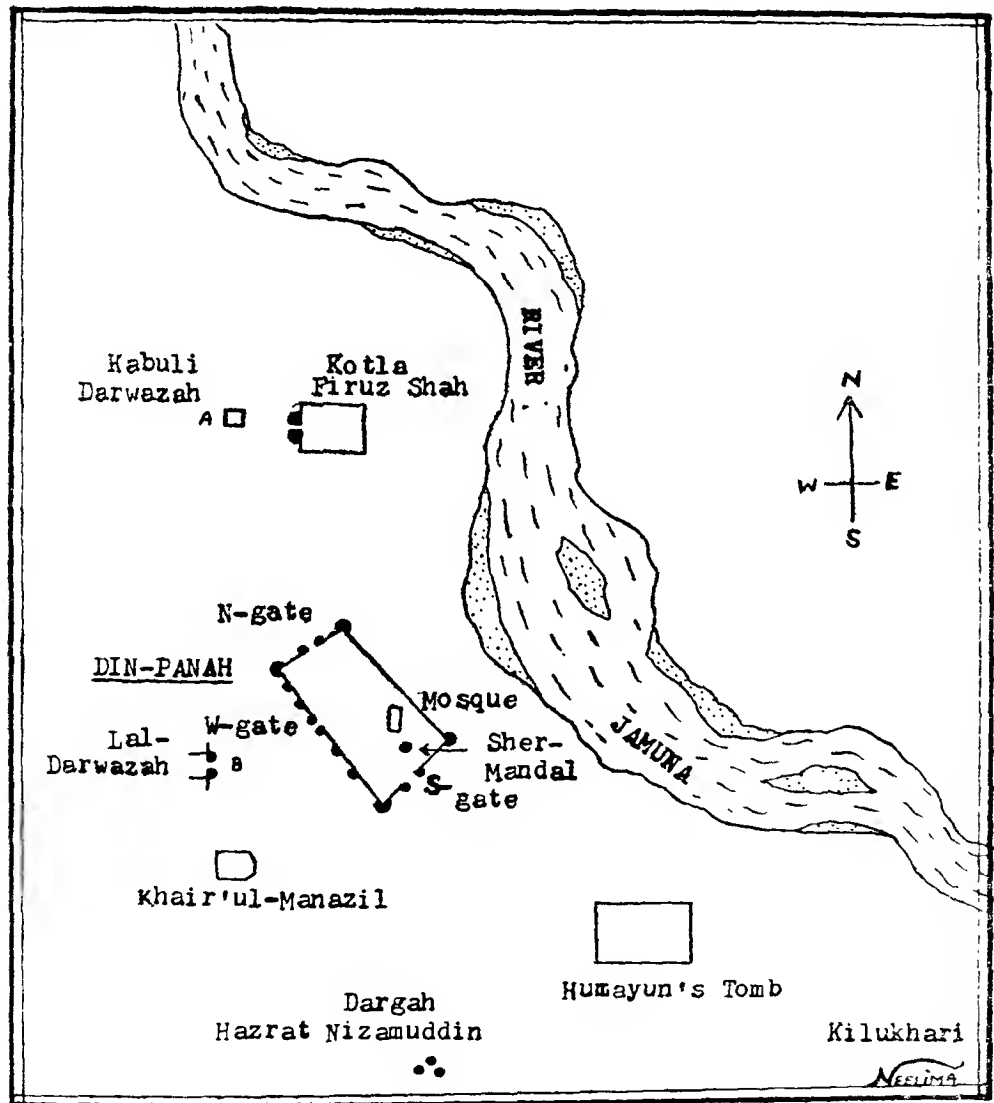 RIVER
Kabuli
Darwazah
A
Kotla
Firuz Shah
N
W
E
S
N-gate
DIN-PANAH
W-gate
Mosque
Lal-
Darwazah
B
Sher-
Mandal
S-
gate
JAMUNA
Khair'ul-Manazil
Humayun's Tomb
Dargah
Hazrat Nizamuddin
Kilukhari
NEELIMA